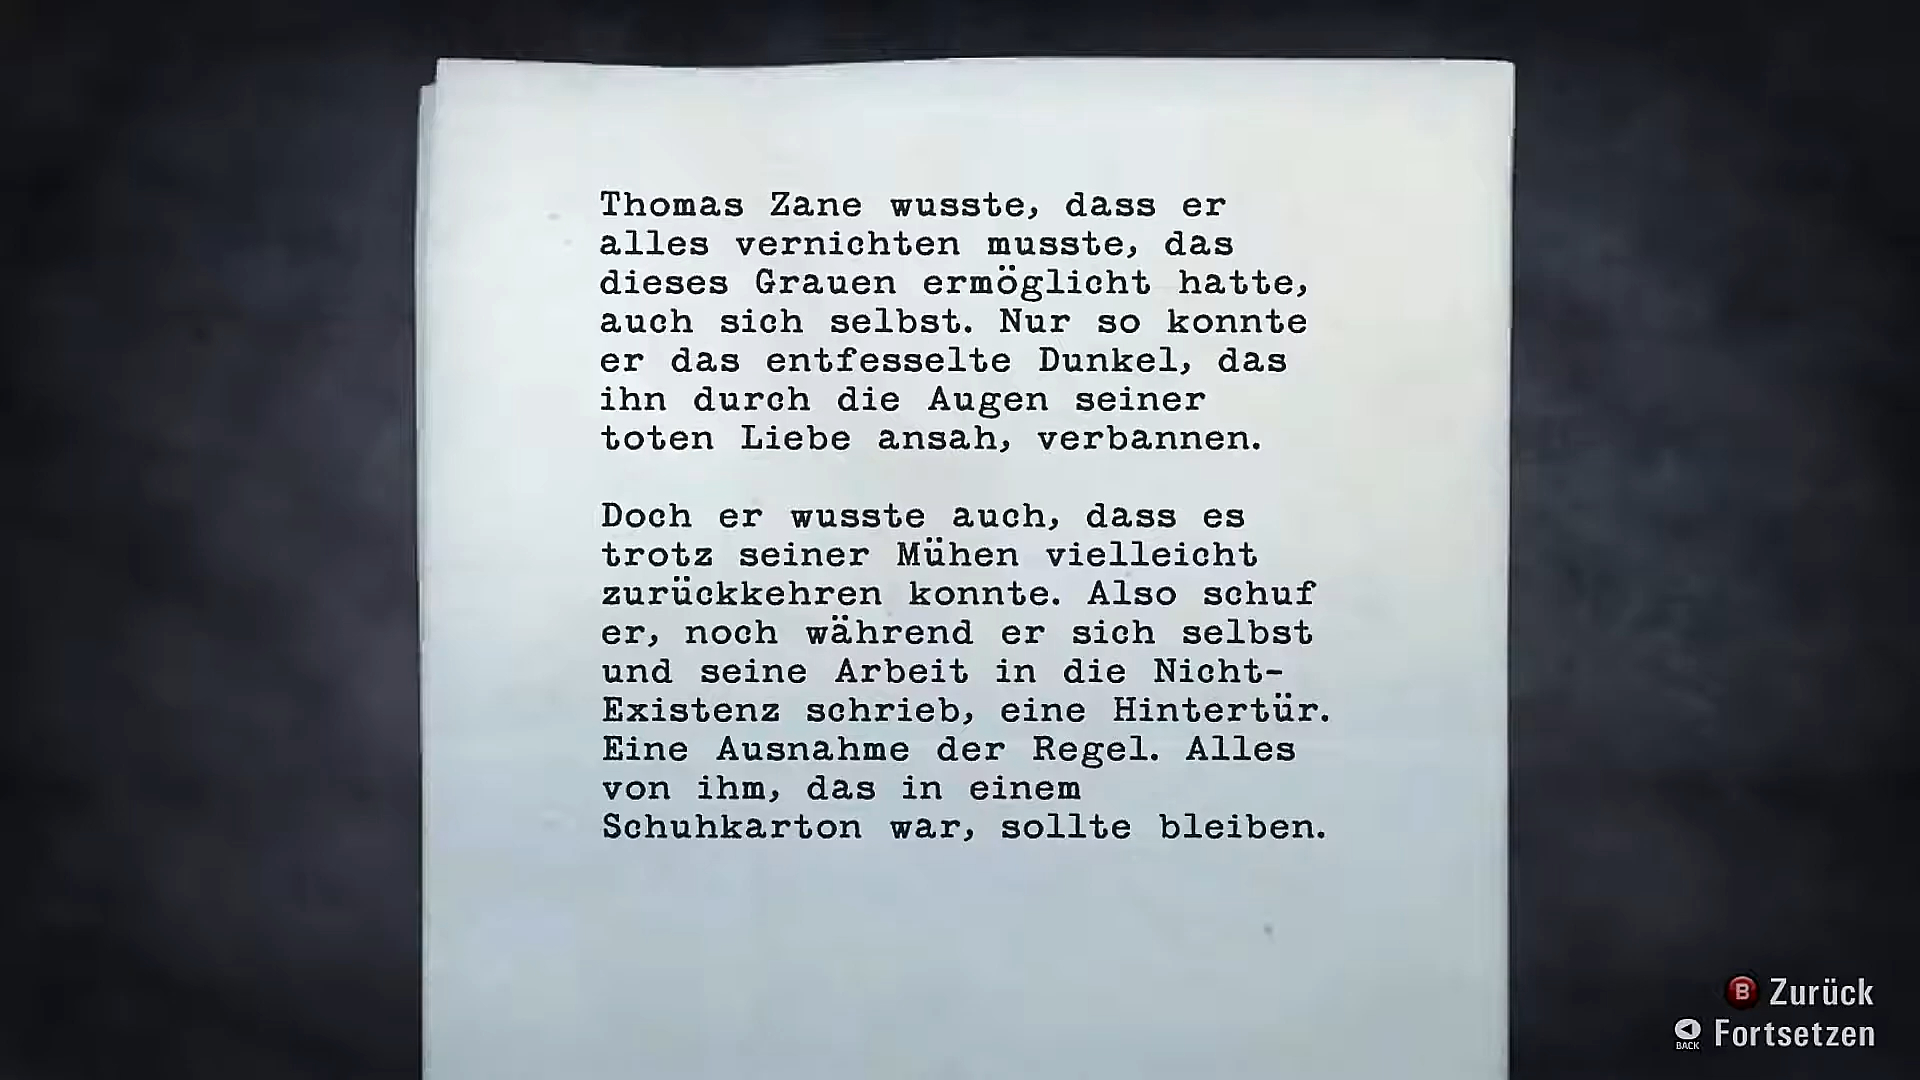 Thomas Zane wusste, dass er
alles vernichten musste, das
dieses Grauen ermöglicht hatte,
auch sich selbst. Nur so konnte
er das entfesselte Dunkel, das
ihn durch die Augen seiner
toten Liebe ansah, verbannen.
Doch er wusste auch, dass es
trotz seiner Mühen vielleicht
zurückkehren konnte. Also schuf
er, noch während er sich selbst
und seine Arbeit in die Nicht-
Existenz schrieb, eine Hintertür.
Eine Ausnahme der Regel. Alles
von ihm, das in einem
Schuhkarton war, sollte bleiben.
B Zurück
BACK Fortsetzen